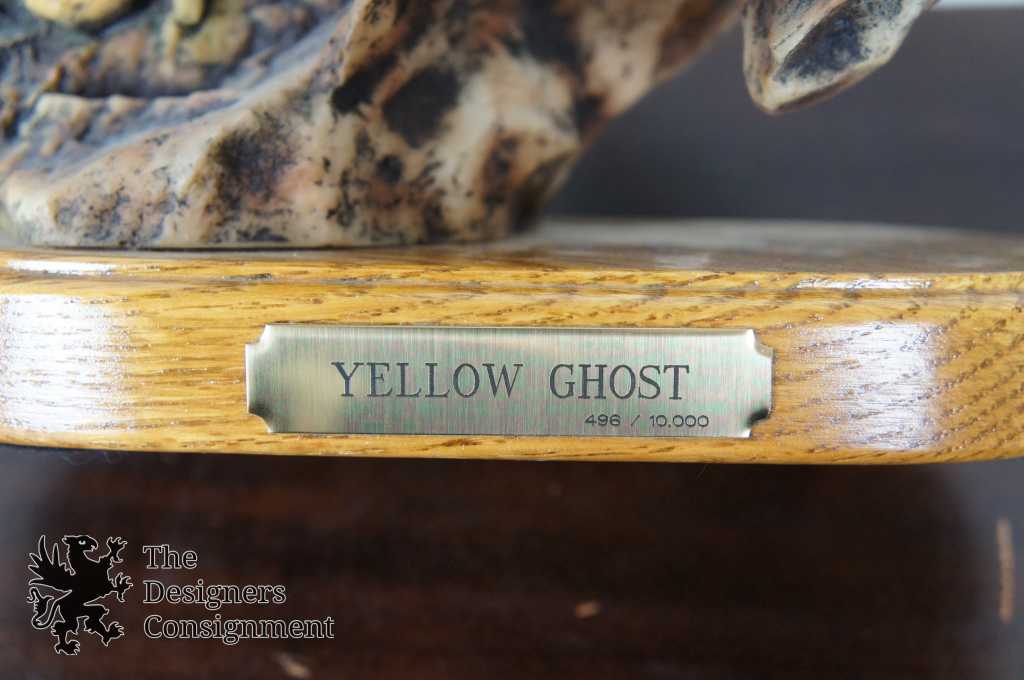 YELLOW GHOST
496 / 10.000
The
Designers
Consignment